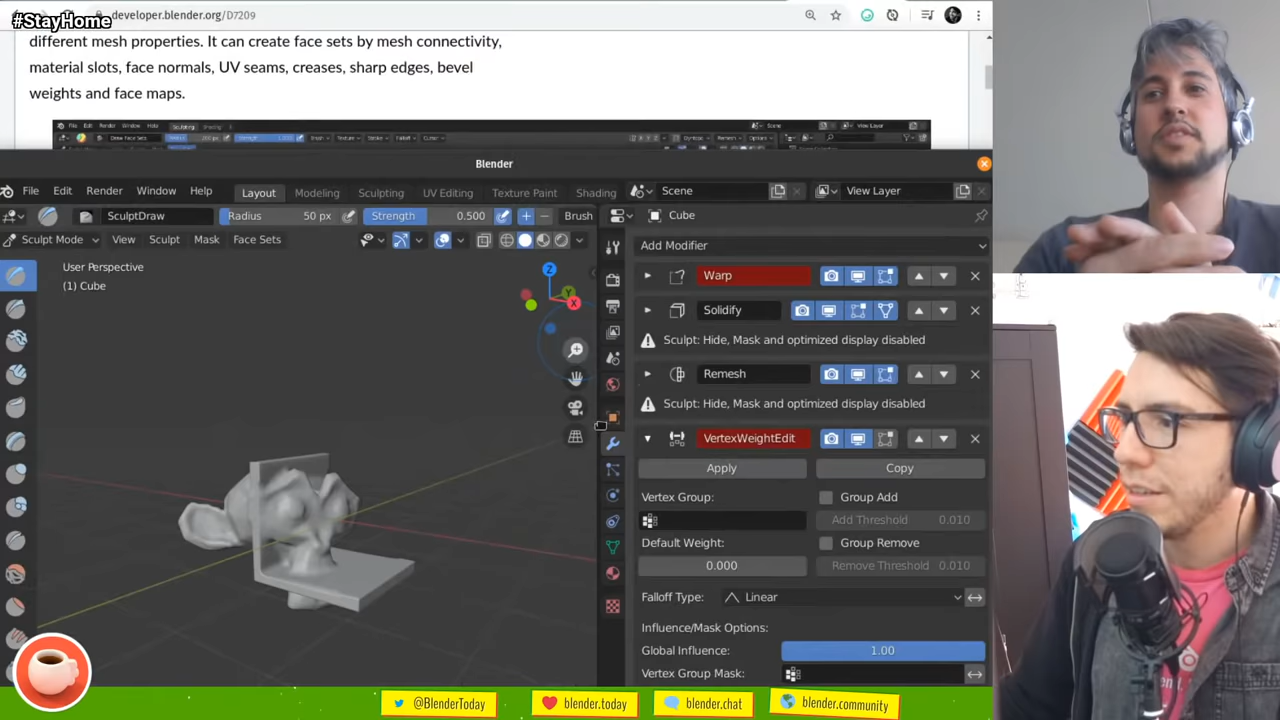 #StayHome
developer.blender.org/D7209
different mesh properties. It can create face sets by mesh connectivity,
material slots, face normals, UV seams, creases, sharp edges, bevel
weights and face maps.
Blender
File Edit Render Window Help Layout Modeling Sculpting UV Editing Texture Paint Shading Scene View Layer
SculptDraw Radius 50 px Strength 0.500 Brush Cube
Sculpt Mode View Sculpt Mask Face Sets
Add Modifier
User Perspective
(1) Cube
Z
Y
X
Warp
Solidify
Sculpt: Hide, Mask and optimized display disabled
Remesh
Sculpt: Hide, Mask and optimized display disabled
VertexWeightEdit
Apply Copy
Vertex Group: Group Add
Add Threshold 0.010
Default Weight: Group Remove
0.000 Remove Threshold 0.010
Falloff Type: Linear
Influence/Mask Options:
Global Influence: 1.00
Vertex Group Mask:
@BlenderToday blender.today blender.chat blender.community